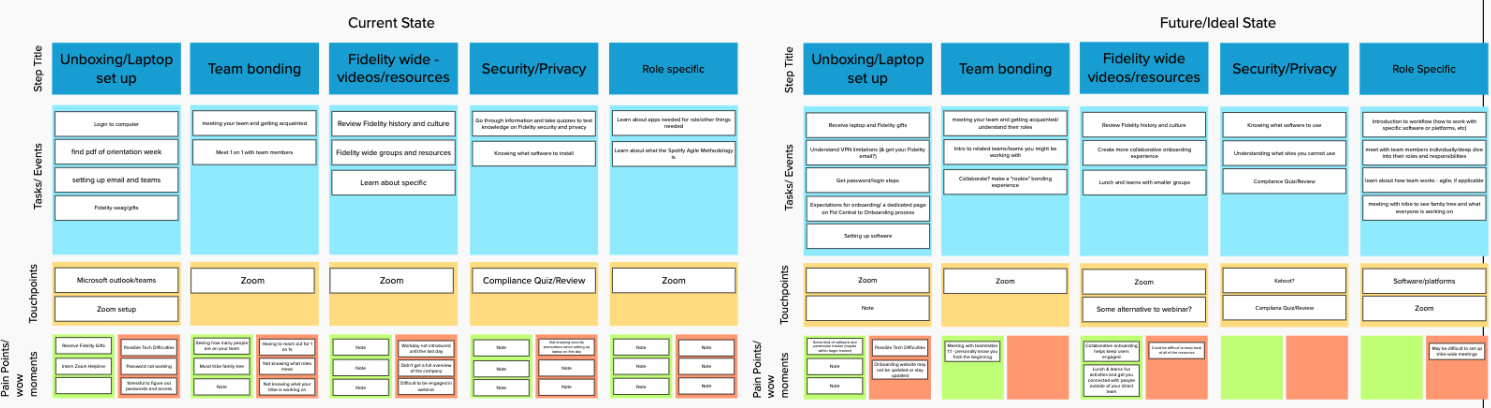 Current State
Future/Ideal State
Step Title
Unboxing/Laptop
set up
Team bonding
Fidelity wide -
videos/resources
Security/Privacy
Role specific
Tasks/ Events
Login to computer
find pdf of orientation week
setting up email and teams
Fidelity swag/gifts
meeting your team and getting acquainted
Meet 1 on 1 with team members
Review Fidelity history and culture
Fidelity wide groups and resources
Learn about specific
Go through information and take quizzes to test
knowledge on Fidelity security and privacy
Knowing what software to install
Learn about apps needed for role/other things
needed
Learn about what the Spotify Agile Methodology
is.
Touchpoints
Microsoft outlook/teams
Zoom setup
Zoom
Zoom
Compliance Quiz/Review
Zoom
Pain Points/
wow
moments
Receive Fidelity Gifts
Intern Zoom Helpline
Possible Tech Difficulties
Password not working
Stressful to figure out
passwords and access
Seeing how many people
are on your team
Mural tribe family tree
Note
Having to reach out for 1
on 1s
Not knowing what roles
mean
Not knowing what your
tribe is working on
Note
Note
Note
Workday not introduced
until the last day
Didn't get a full overview
of the company
Difficult to be engaged in
webinar
Note
Note
Note
Not knowing security
procedures when setting up
laptop on first day
Note
Note
Note
Note
Note
Note
Note
Note
Step Title
Unboxing/Laptop
set up
Team bonding
Fidelity wide
videos/resources
Security/Privacy
Role Specific
Tasks/ Events
Receive laptop and Fidelity gifts
Understand VPN limitations (& get your Fidelity
email?)
Get password/login steps
Expectations for onboarding/ a dedicated page
on Fid Central to Onboarding process
Setting up software
meeting your team and getting acquainted/
understand their roles
Intro to related teams/teams you might be
working with
Collaborate? make a "rookie" bonding
experience
Review Fidelity history and culture
Create more collaborative onboarding
experience
Lunch and learns with smaller groups
Knowing what software to use
Understanding what sites you cannot use
Compliance Quiz/Review
Introduction to workflow (how to work with
specific software or platforms, etc)
meet with team members individually/deep dive
into their roles and responsibilities
learn about how team works - agile, if applicable
meeting with tribe to see family tree and what
everyone is working on
Touchpoints
Zoom
Note
Zoom
Zoom
Some alternative to webinar?
Kahoot?
Compliane Quiz/Review
Software/platforms
Zoom
Pain Points/
wow
moments
Some kind of software and
Note
Note
Possible Tech Difficulties
Onboarding website may
not be updated or stay
updated
Meeting with teammates
1:1 - personally know you
from the beginning
Collaborative onboarding
helps keep users
engaged
Lunch & learns fun
activities and get you
connected with people
outside of your direct
team
Could be difficult to keep track
of all of the resources
May be difficult to set up
tribe-wide meetings